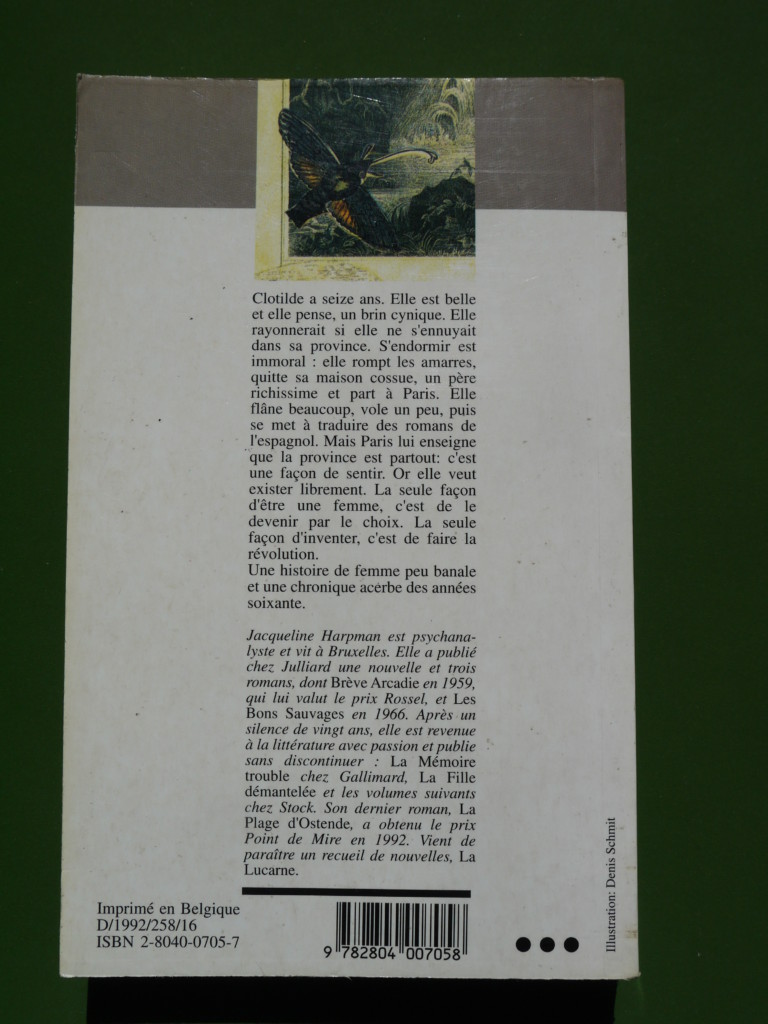 Clotilde a seize ans. Elle est belle
et elle pense, un brin cynique. Elle
rayonnerait si elle ne s'ennuyait
dans sa province. S'endormir est
immoral : elle rompt les amarres,
quitte sa maison cossue, un père
richissime et part à Paris. Elle
flâne beaucoup, vole un peu, puis
se met à traduire des romans de
l'espagnol. Mais Paris lui enseigne
que la province est partout: c'est
une façon de sentir. Or elle veut
exister librement. La seule façon
d'être une femme, c'est de le
devenir par le choix. La seule
façon d'inventer, c'est de faire la
révolution.
Une histoire de femme peu banale
et une chronique acerbe des années
soixante.
Jacqueline Harpman est psychana-
lyste et vit à Bruxelles. Elle a publié
chez Julliard une nouvelle et trois
romans, dont Brève Arcadie en 1959,
qui lui valut le prix Rossel, et Les
Bons Sauvages en 1966. Après un
silence de vingt ans, elle est revenue
à la littérature avec passion et publie
sans discontinuer : La Mémoire
trouble chez Gallimard, La Fille
démantelée et les volumes suivants
chez Stock. Son dernier roman, La
Plage d'Ostende, a obtenu le prix
Point de Mire en 1992. Vient de
paraître un recueil de nouvelles, La
Lucarne.
Imprimé en Belgique
D/1992/258/16
ISBN 2-8040-0705-7
9 782804 007058
Illustration: Denis Schmit